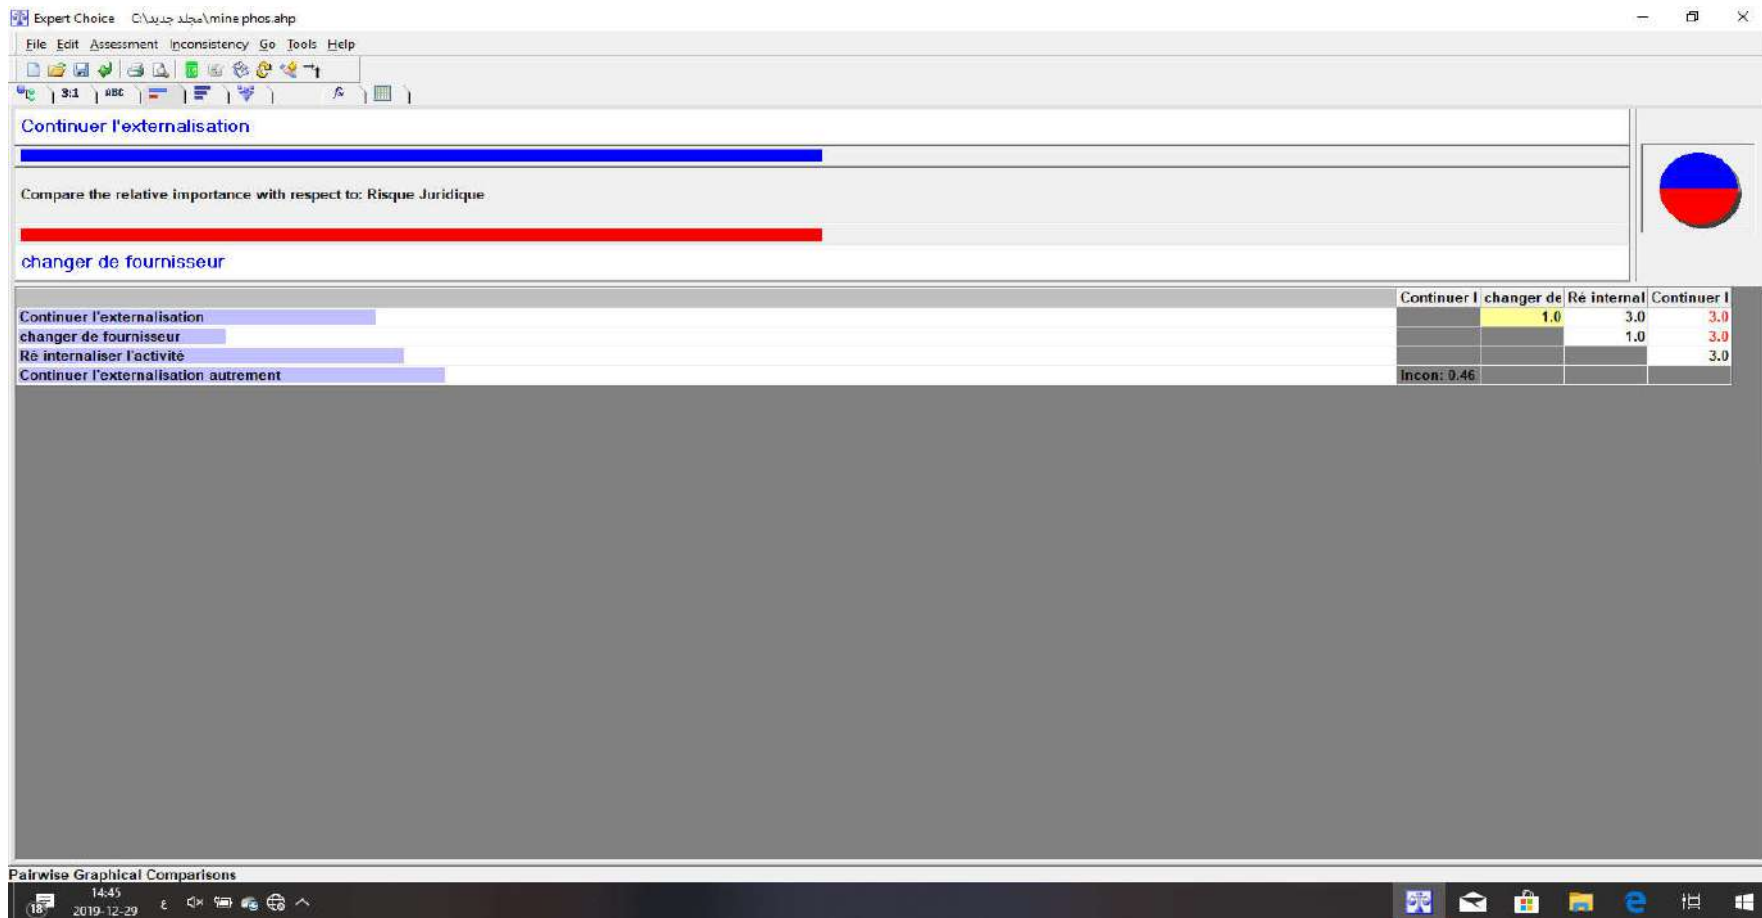 Expert Choice C:\مجلد جديد\mine phos.ahp
File Edit Assessment Inconsistency Go Tools Help
3:1 ABC
Continuer l'externalisation
Compare the relative importance with respect to: Risque Juridique
changer de fournisseur
Continuer l changer de Ré internal Continuer l
Continuer l'externalisation 1.0 3.0 3.0
changer de fournisseur 1.0 3.0
Ré internaliser l'activité 3.0
Continuer l'externalisation autrement Incon: 0.46
Pairwise Graphical Comparisons
14:45
18 2019-12-29 ع